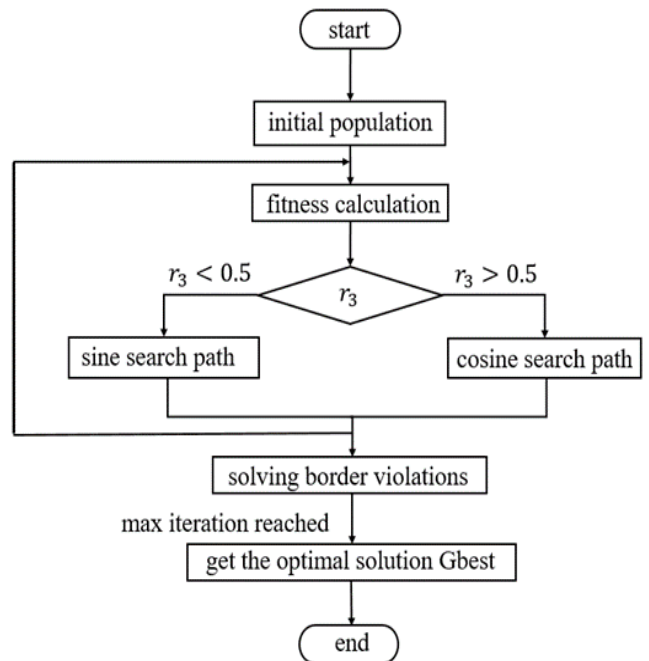 start
initial population
fitness calculation
r₃ < 0.5
r₃ > 0.5
r₃
sine search path
cosine search path
solving border violations
max iteration reached
get the optimal solution Gbest
end